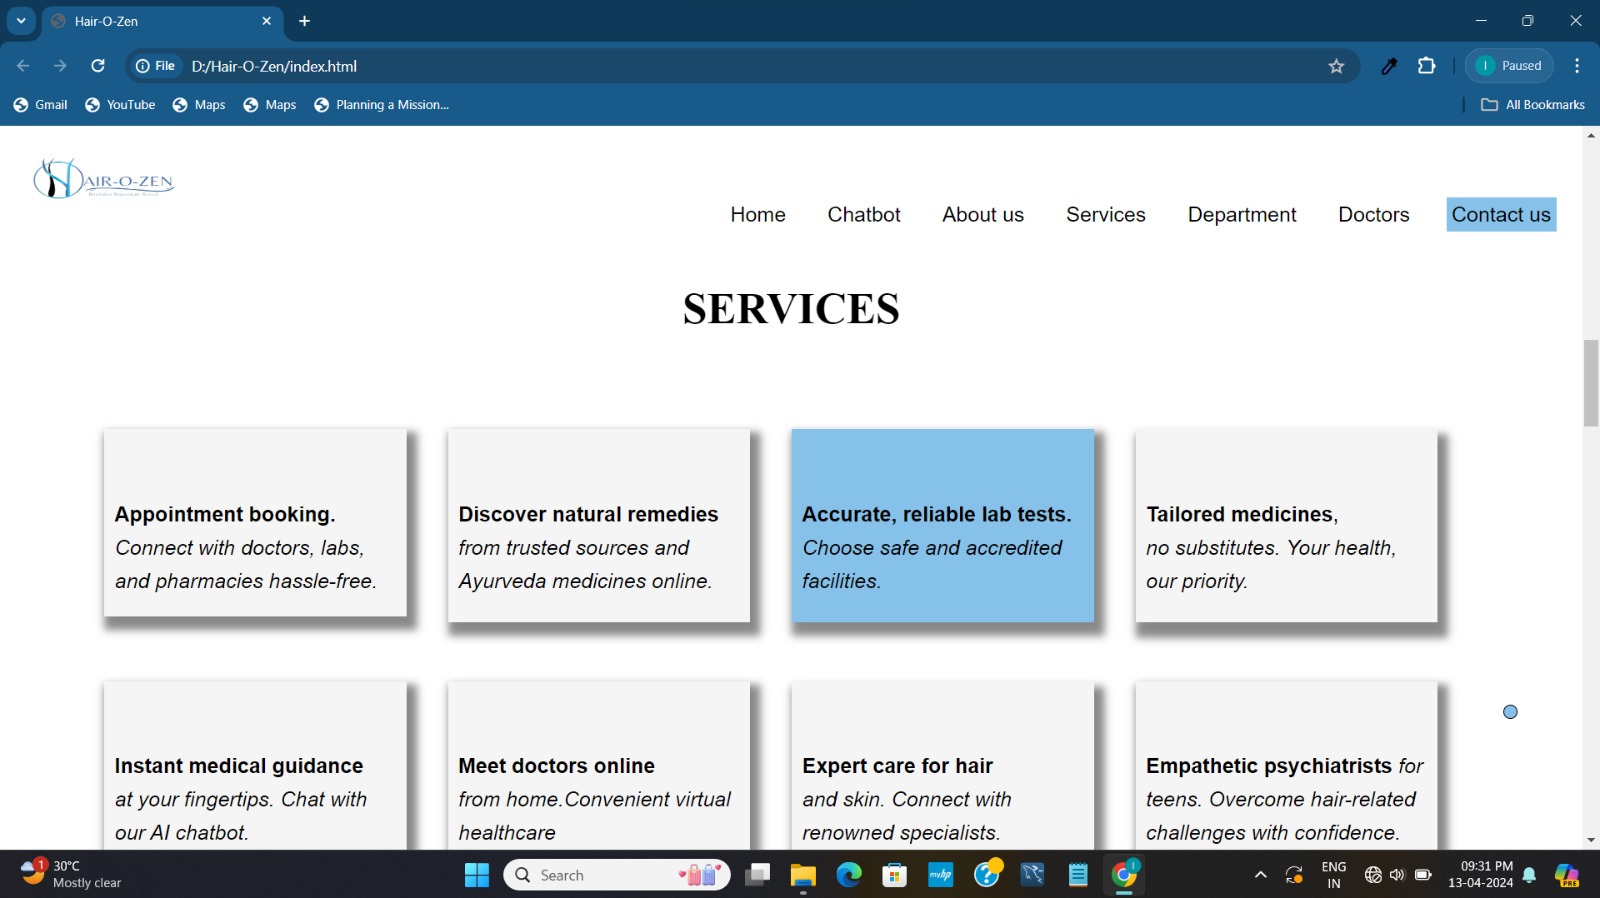 Hair-O-Zen
File D:/Hair-O-Zen/index.html
I Paused
Gmail YouTube Maps Maps Planning a Mission... All Bookmarks
AIR-O-ZEN
Home Chatbot About us Services Department Doctors Contact us
SERVICES
Appointment booking.
Connect with doctors, labs,
and pharmacies hassle-free.
Discover natural remedies
from trusted sources and
Ayurveda medicines online.
Accurate, reliable lab tests.
Choose safe and accredited
facilities.
Tailored medicines,
no substitutes. Your health,
our priority.
Instant medical guidance
at your fingertips. Chat with
our AI chatbot.
Meet doctors online
from home.Convenient virtual
healthcare
Expert care for hair
and skin. Connect with
renowned specialists.
Empathetic psychiatrists for
teens. Overcome hair-related
challenges with confidence.
1
30°C
Mostly clear
Search
myhp
I
ENG
IN
09:31 PM
13-04-2024
PRE